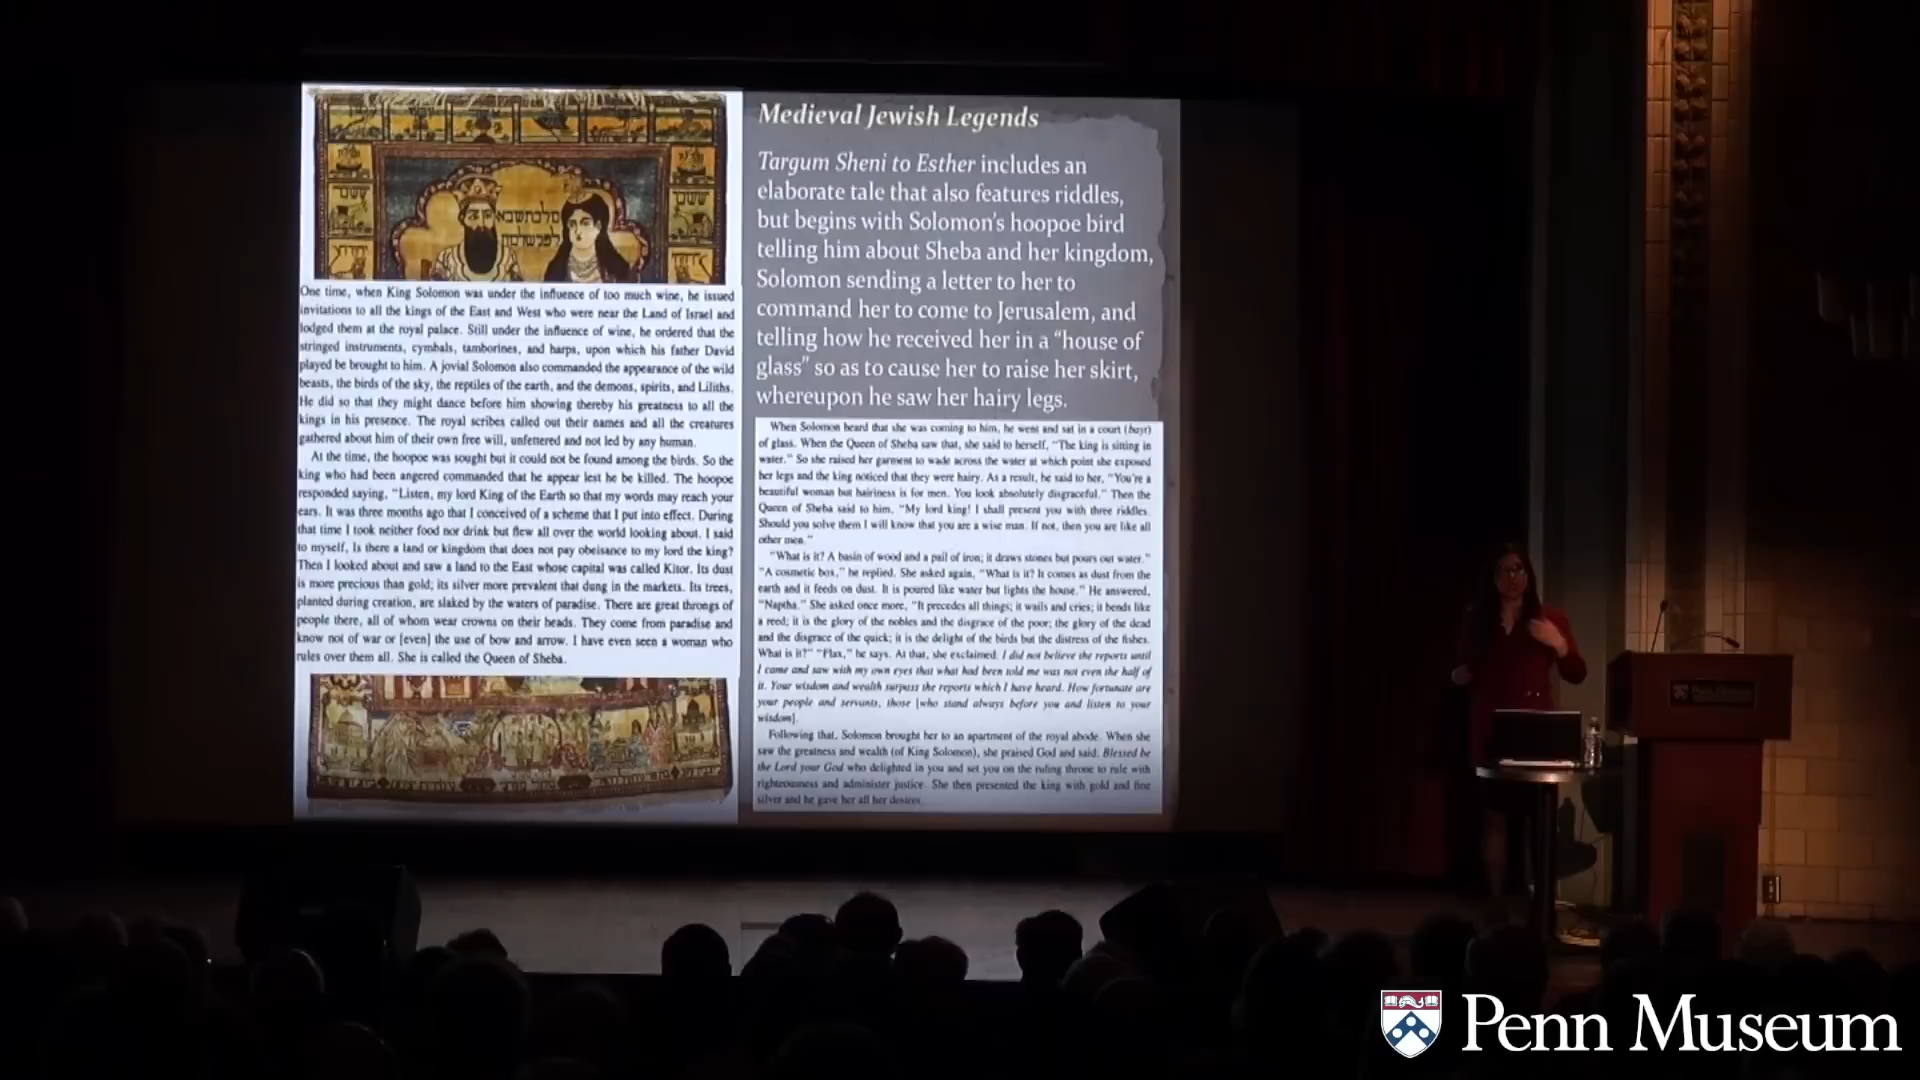 Medieval Jewish Legends
Targum Sheni to Esther includes an
elaborate tale that also features riddles,
but begins with Solomon's hoopoe bird
telling him about Sheba and her kingdom,
Solomon sending a letter to her to
command her to come to Jerusalem, and
telling how he received her in a “house of
glass” so as to cause her to raise her skirt,
whereupon he saw her hairy legs.
One time, when King Solomon was under the influence of too much wine, he issued
invitations to all the kings of the East and West who were near the Land of Israel and
lodged them at the royal palace. Still under the influence of wine, he ordered that the
stringed instruments, cymbals, tamborines, and harps, upon which his father David
played be brought to him. A jovial Solomon also commanded the appearance of the wild
beasts, the birds of the sky, the reptiles of the earth, and the demons, spirits, and Liliths.
He did so that they might dance before him showing thereby his greatness to all the
kings in his presence. The royal scribes called out their names and all the creatures
gathered about him of their own free will, unfettered and not led by any human.
At the time, the hoopoe was sought but it could not be found among the birds. So the
king who had been angered commanded that he appear lest he be killed. The hoopoe
responded saying, “Listen, my lord King of the Earth so that my words may reach your
ears. It was three months ago that I conceived of a scheme that I put into effect. During
that time I took neither food nor drink but flew all over the world looking about. I said
to myself, Is there a land or kingdom that does not pay obeisance to my lord the king?
Then I looked about and saw a land to the East whose capital was called Kitor. Its dust
is more precious than gold; its silver more prevalent that dung in the markets. Its trees,
planted during creation, are slaked by the waters of paradise. There are great throngs of
people there, all of whom wear crowns on their heads. They come from paradise and
know not of war or [even] the use of bow and arrow. I have even seen a woman who
rules over them all. She is called the Queen of Sheba.
When Solomon heard that she was coming to him, he went and sat in a court (bayt)
of glass. When the Queen of Sheba saw that, she said to herself, “The king is sitting in
water.” So she raised her garment to wade across the water at which point she exposed
her legs and the king noticed that they were hairy. As a result, he said to her, “You're a
beautiful woman but hairiness is for men. You look absolutely disgraceful.” Then the
Queen of Sheba said to him, “My lord king! I shall present you with three riddles.
Should you solve them I will know that you are a wise man. If not, then you are like all
other men.”
“What is it? A basin of wood and a pail of iron; it draws stones but pours out water.”
“A cosmetic box,” he replied. She asked again, “What is it? It comes as dust from the
earth and it feeds on dust. It is poured like water but lights the house.” He answered,
“Naptha.” She asked once more, “It precedes all things; it wails and cries; it bends like
a reed; it is the glory of the nobles and the disgrace of the poor; the glory of the dead
and the disgrace of the quick; it is the delight of the birds but the distress of the fishes.
What is it?” “Flax,” he says. At that, she exclaimed, I did not believe the reports until
I came and saw with my own eyes that what had been told me was not even the half of
it. Your wisdom and wealth surpass the reports which I have heard. How fortunate are
your people and servants, those [who stand always before you and listen to your
wisdom].
Following that, Solomon brought her to an apartment of the royal abode. When she
saw the greatness and wealth (of King Solomon), she praised God and said, Blessed be
the Lord your God who delighted in you and set you on the ruling throne to rule with
righteousness and administer justice. She then presented the king with gold and fine
silver and he gave her all her desires.
Penn Museum